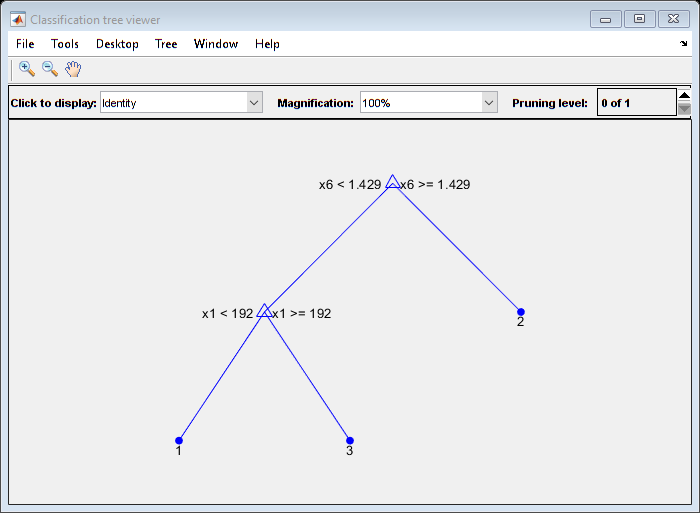 Classification tree viewer
File Tools Desktop Tree Window Help
Click to display: Identity Magnification: 100% Pruning level: 0 of 1
x6 < 1.429 x6 >= 1.429
x1 < 192 x1 >= 192
2
1 3